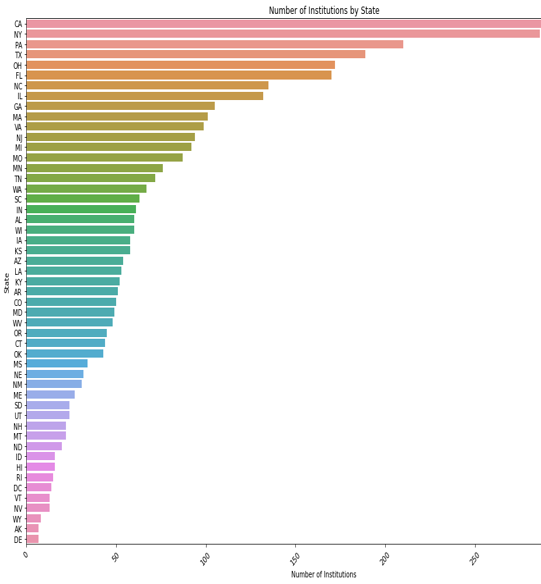 Number of Institutions by State
CA
NY
PA
TX
OH
FL
NC
IL
GA
MA
VA
NJ
MI
MO
MN
TN
WA
SC
IN
AL
WI
IA
KS
AZ
LA
KY
AR
CO
MD
WV
OR
CT
OK
MS
NE
NM
ME
SD
UT
NH
MT
ND
ID
HI
RI
DC
VT
NV
WY
AK
DE
State
0 50 100 150 200 250
Number of Institutions